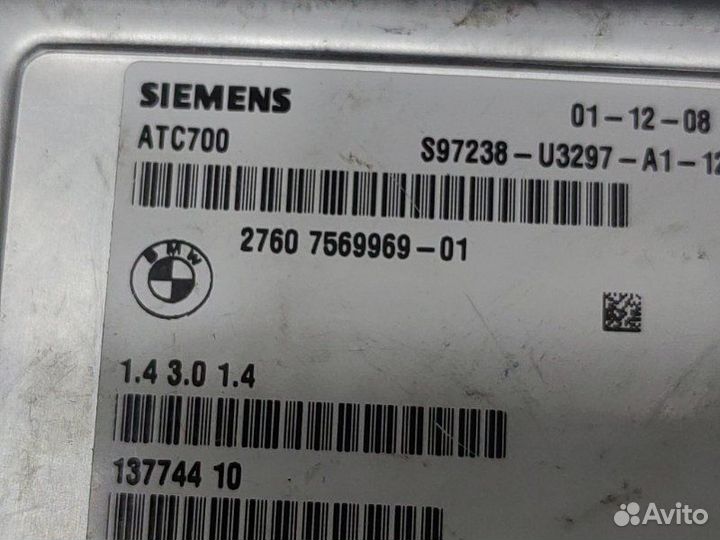 SIEMENS
01-12-08
ATC700
S97238-U3297-A1-12
2760 7569969-01
BMW
1.4 3.0 1.4
137744 10
Avito